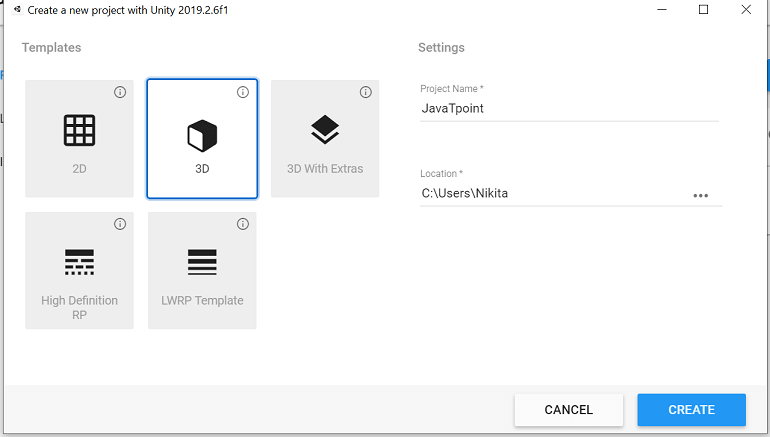 Create a new project with Unity 2019.2.6f1
Templates
Settings
2D
3D
3D With Extras
High Definition
RP
LWRP Template
Project Name *
JavaTpoint
Location *
C:\Users\Nikita
CANCEL
CREATE